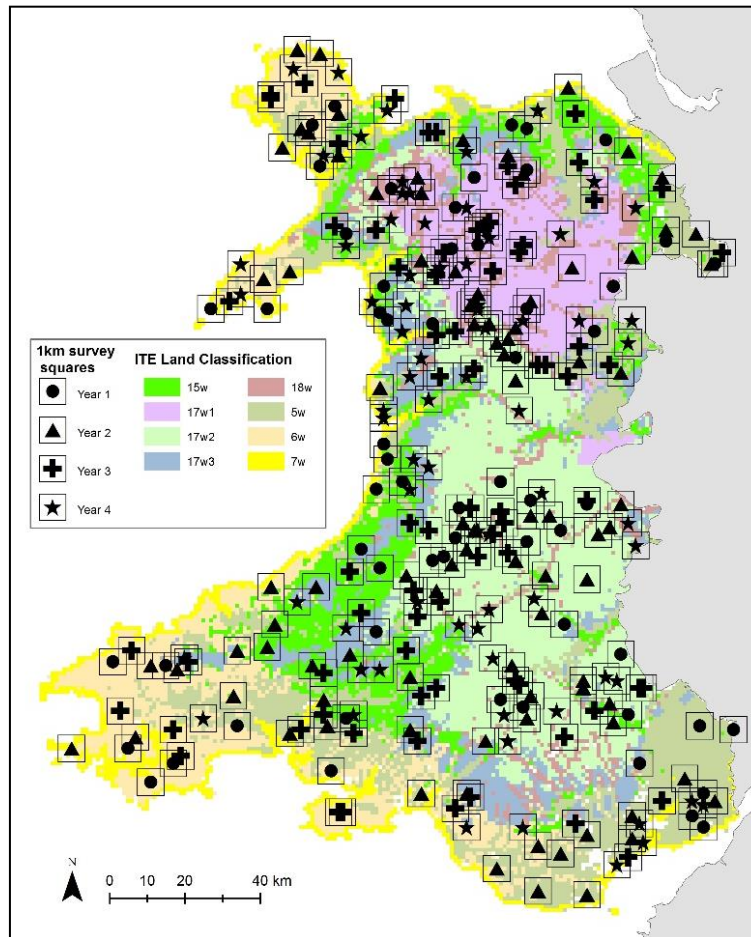 1km survey squares
ITE Land Classification
Year 1
Year 2
Year 3
Year 4
15w
17w1
17w2
17w3
18w
5w
6w
7w
N
0 10 20 40 km